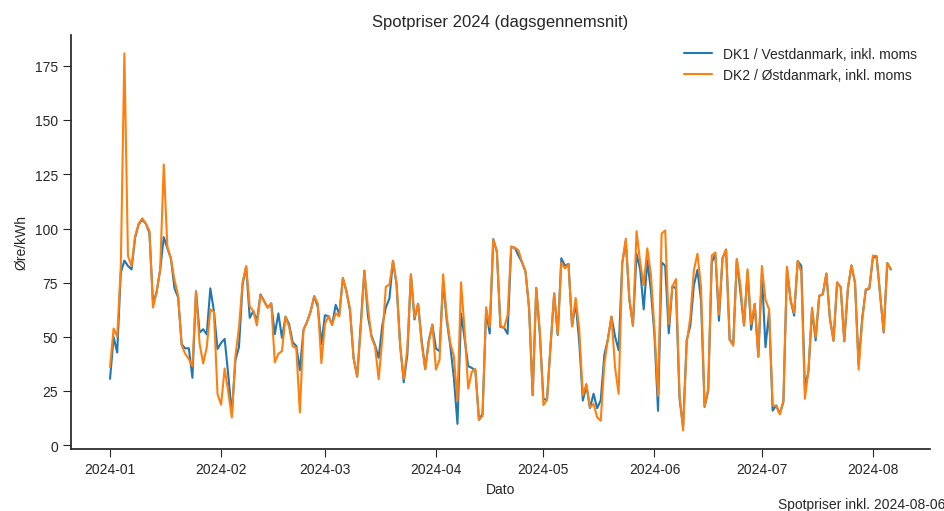 Spotpriser 2024 (dagsgennemsnit)
DK1 / Vestdanmark, inkl. moms
DK2 / Østdanmark, inkl. moms
Øre/kWh
175
150
125
100
75
50
25
0
2024-01
2024-02
2024-03
2024-04
2024-05
2024-06
2024-07
2024-08
Dato
Spotpriser inkl. 2024-08-06